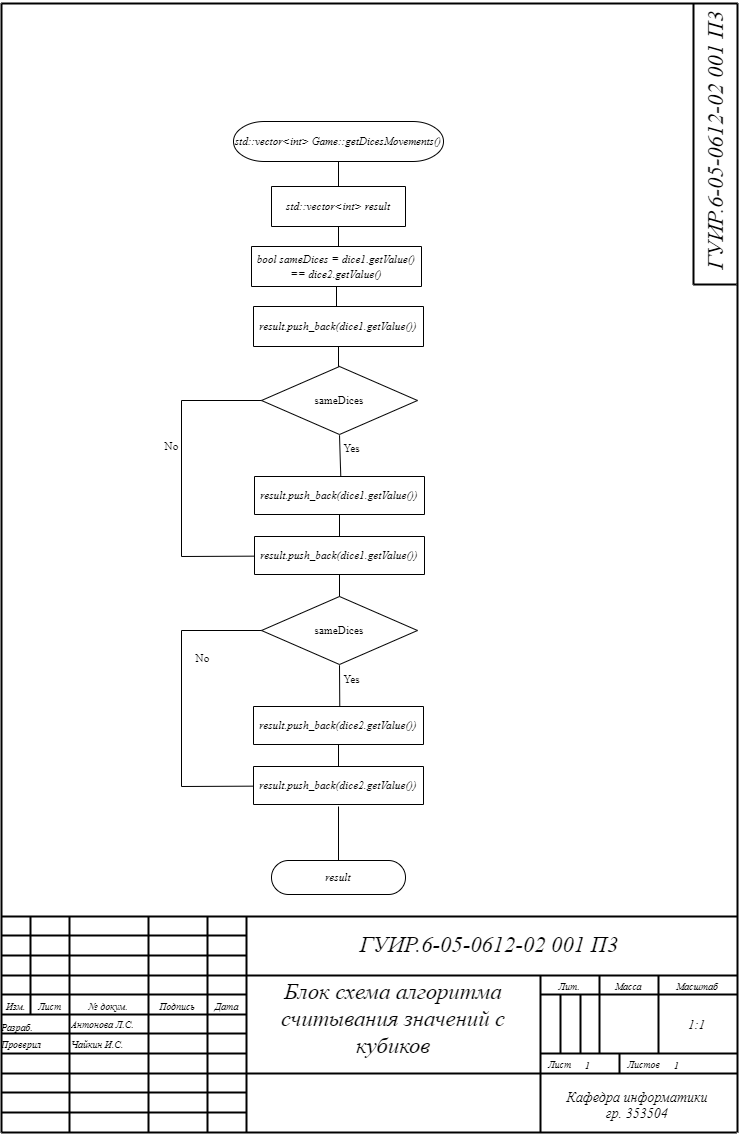 ГУИР.6-05-0612-02 001 ПЗ
std::vector<int> Game::getDicesMovements()
std::vector<int> result
bool sameDices = dice1.getValue()
== dice2.getValue()
result.push_back(dice1.getValue())
sameDices
No
Yes
result.push_back(dice1.getValue())
result.push_back(dice1.getValue())
sameDices
No
Yes
result.push_back(dice2.getValue())
result.push_back(dice2.getValue())
result
ГУИР.6-05-0612-02 001 ПЗ
Изм. Лист № докум. Подпись Дата
Разраб. Антонова Л.С.
Проверил Чайкин И.С.
Блок схема алгоритма
считывания значений с
кубиков
Лит. Масса Масштаб
1:1
Лист 1 Листов 1
Кафедра информатики
гр. 353504